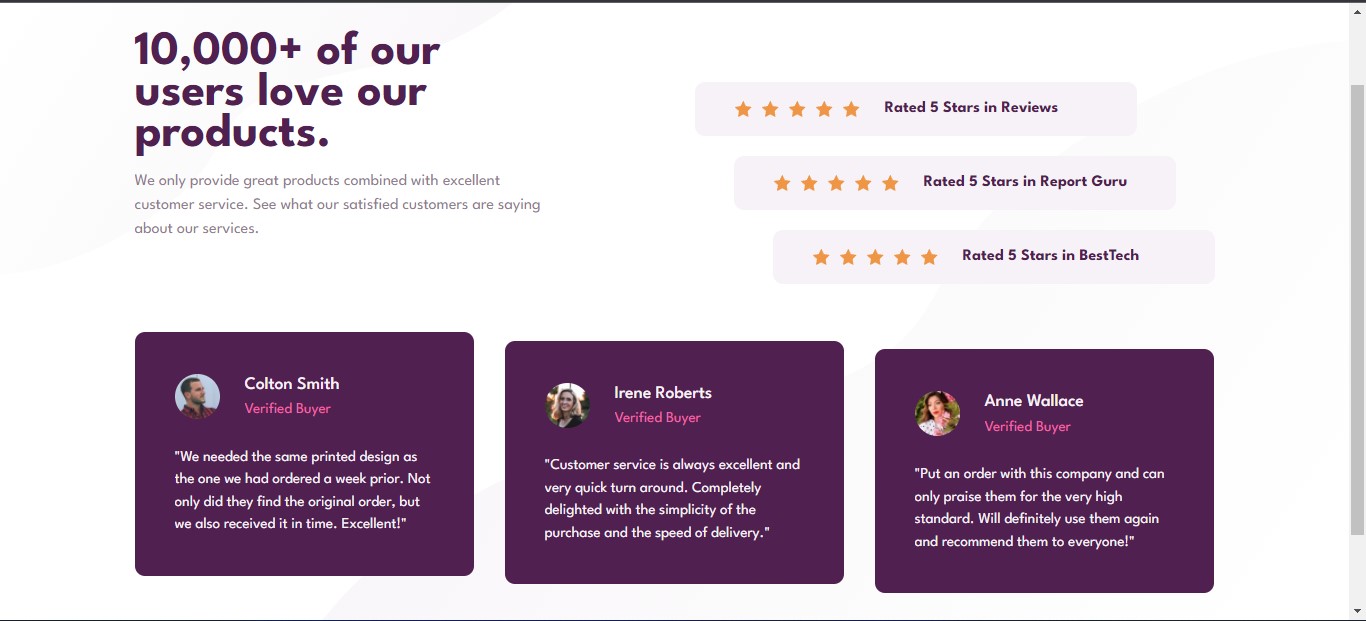 10,000+ of our
users love our
products.
We only provide great products combined with excellent
customer service. See what our satisfied customers are saying
about our services.
Rated 5 Stars in Reviews
Rated 5 Stars in Report Guru
Rated 5 Stars in BestTech
Colton Smith
Verified Buyer
"We needed the same printed design as
the one we had ordered a week prior. Not
only did they find the original order, but
we also received it in time. Excellent!"
Irene Roberts
Verified Buyer
"Customer service is always excellent and
very quick turn around. Completely
delighted with the simplicity of the
purchase and the speed of delivery."
Anne Wallace
Verified Buyer
"Put an order with this company and can
only praise them for the very high
standard. Will definitely use them again
and recommend them to everyone!"